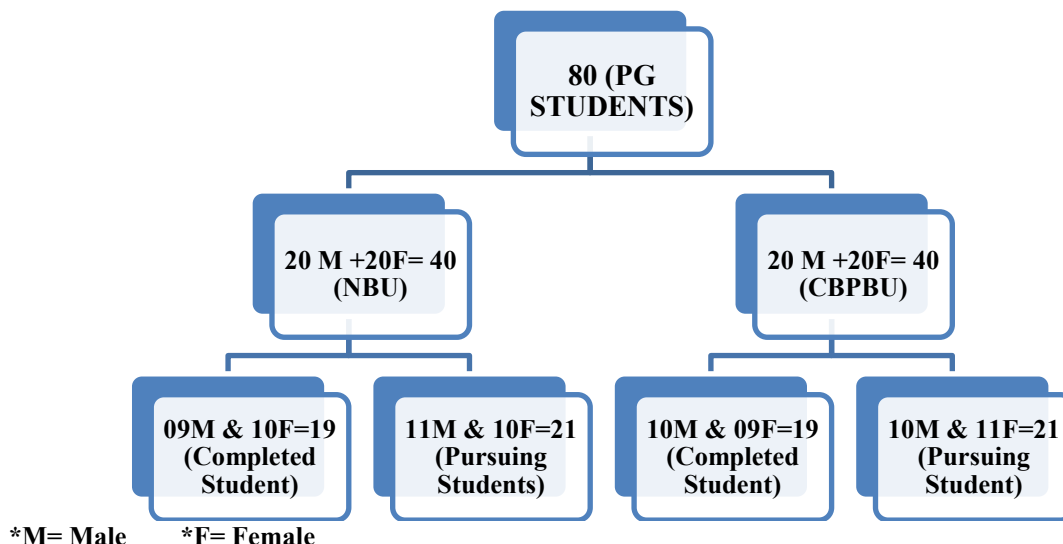 80 (PG
STUDENTS)
20 M +20F= 40
(NBU)
20 M +20F= 40
(CBPBU)
09M & 10F=19
(Completed
Student)
11M & 10F=21
(Pursuing
Students)
10M & 09F=19
(Completed
Student)
10M & 11F=21
(Pursuing
Student)
*M= Male *F= Female